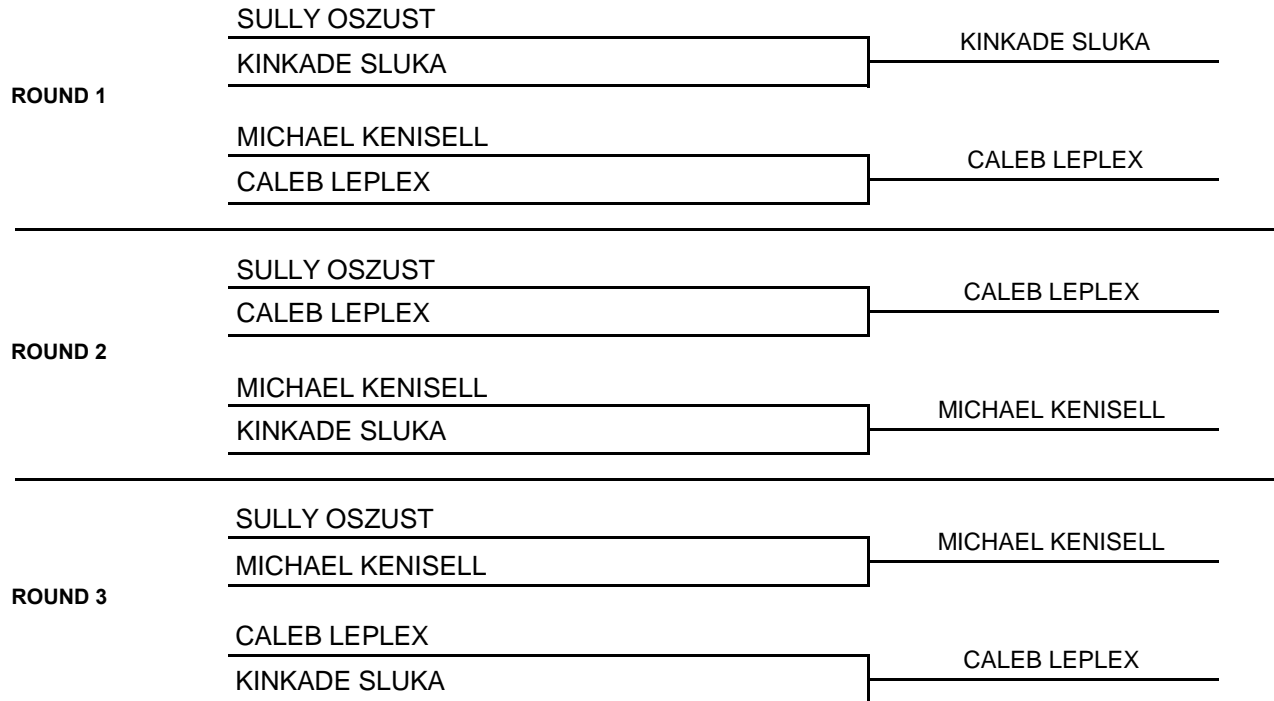 SULLY OSZUST
KINKADE SLUKA
KINKADE SLUKA
ROUND 1
MICHAEL KENISELL
CALEB LEPLEX
CALEB LEPLEX
SULLY OSZUST
CALEB LEPLEX
CALEB LEPLEX
ROUND 2
MICHAEL KENISELL
MICHAEL KENISELL
KINKADE SLUKA
SULLY OSZUST
MICHAEL KENISELL
MICHAEL KENISELL
ROUND 3
CALEB LEPLEX
CALEB LEPLEX
KINKADE SLUKA